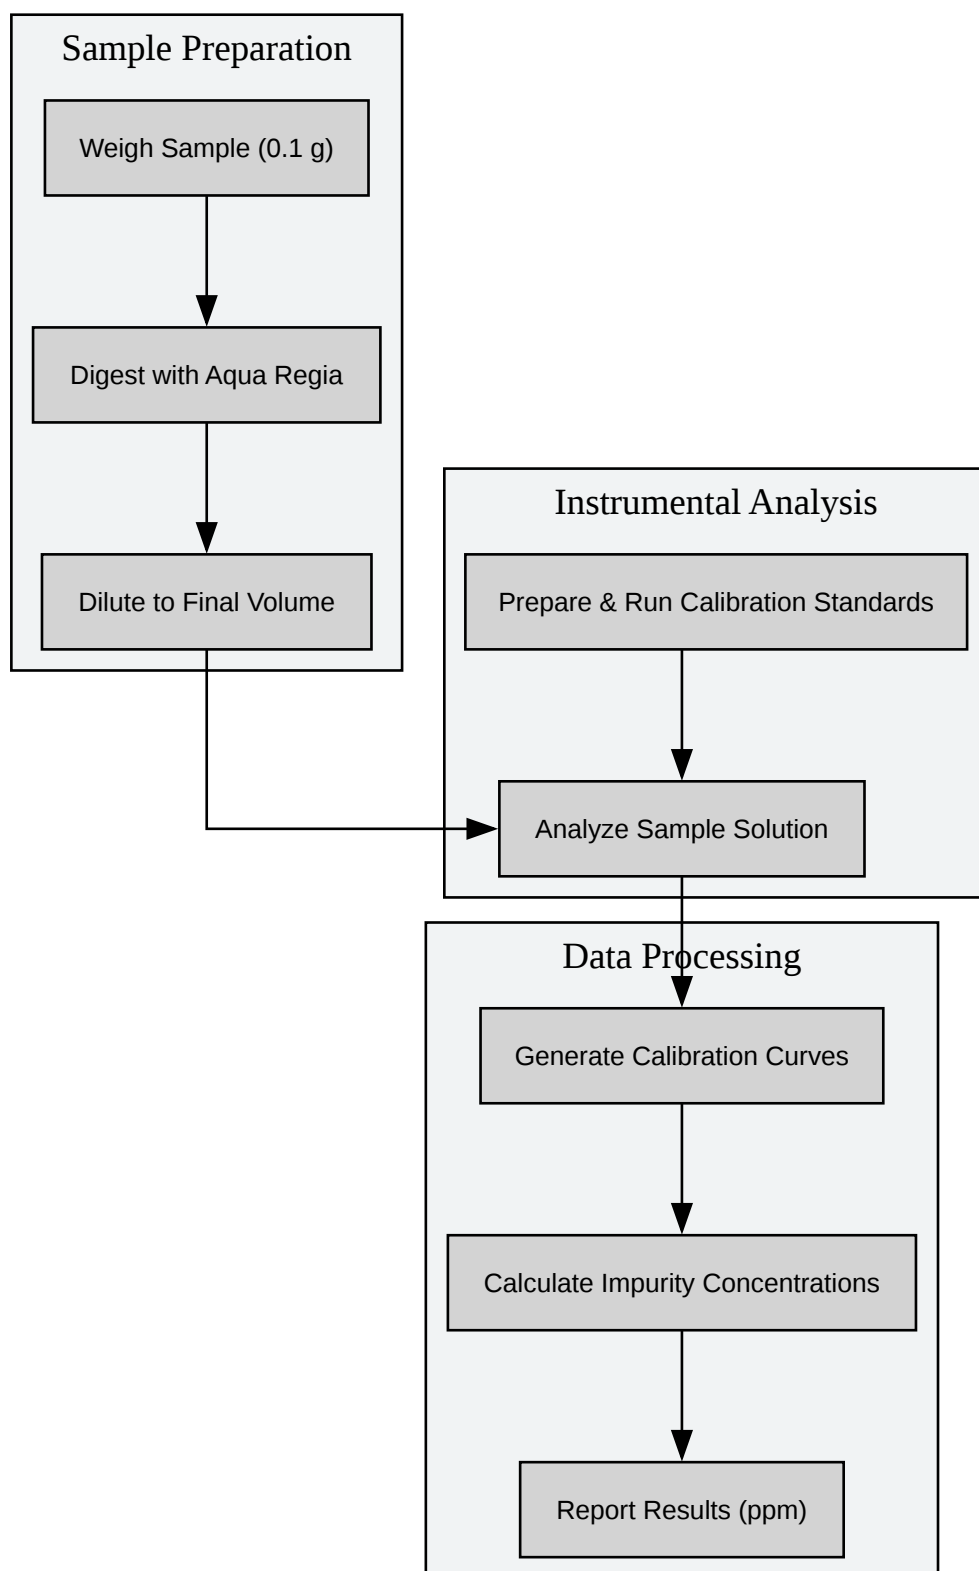 Sample Preparation
Weigh Sample (0.1 g)
Digest with Aqua Regia
Dilute to Final Volume
Instrumental Analysis
Prepare & Run Calibration Standards
Analyze Sample Solution
Data Processing
Generate Calibration Curves
Calculate Impurity Concentrations
Report Results (ppm)